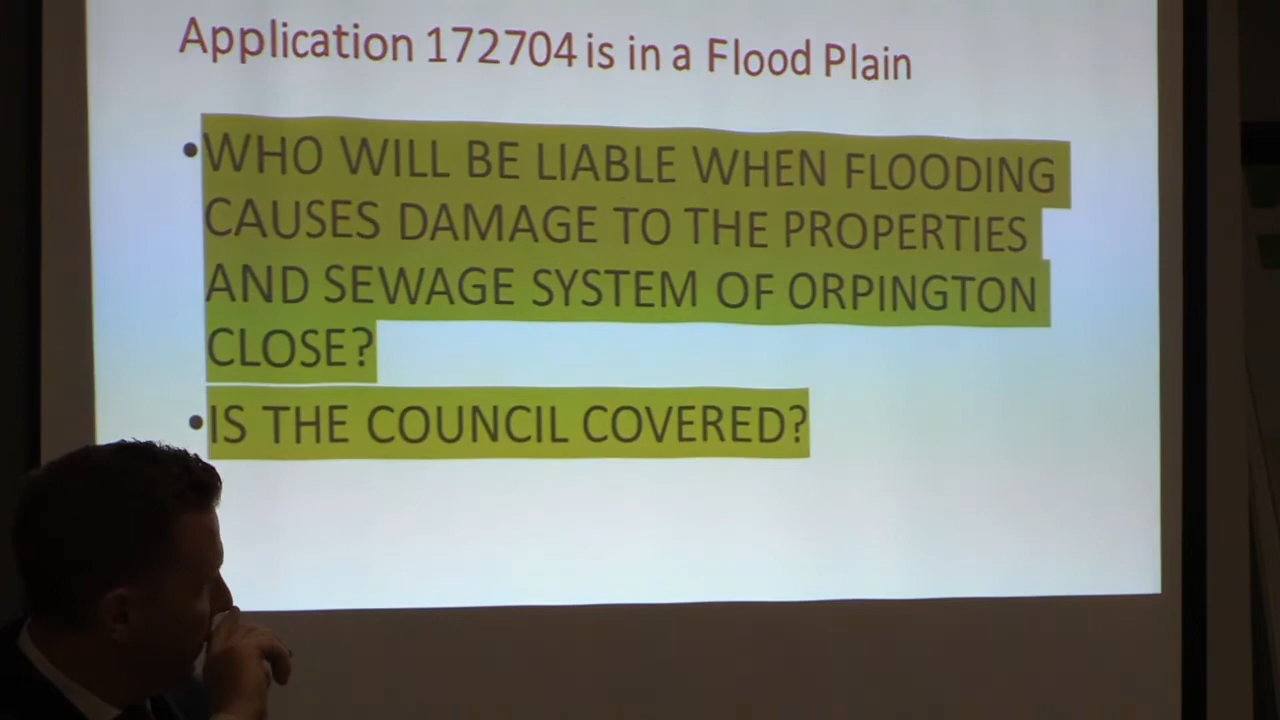 Application 172704 is in a Flood Plain
•WHO WILL BE LIABLE WHEN FLOODING
CAUSES DAMAGE TO THE PROPERTIES
AND SEWAGE SYSTEM OF ORPINGTON
CLOSE?
•IS THE COUNCIL COVERED?